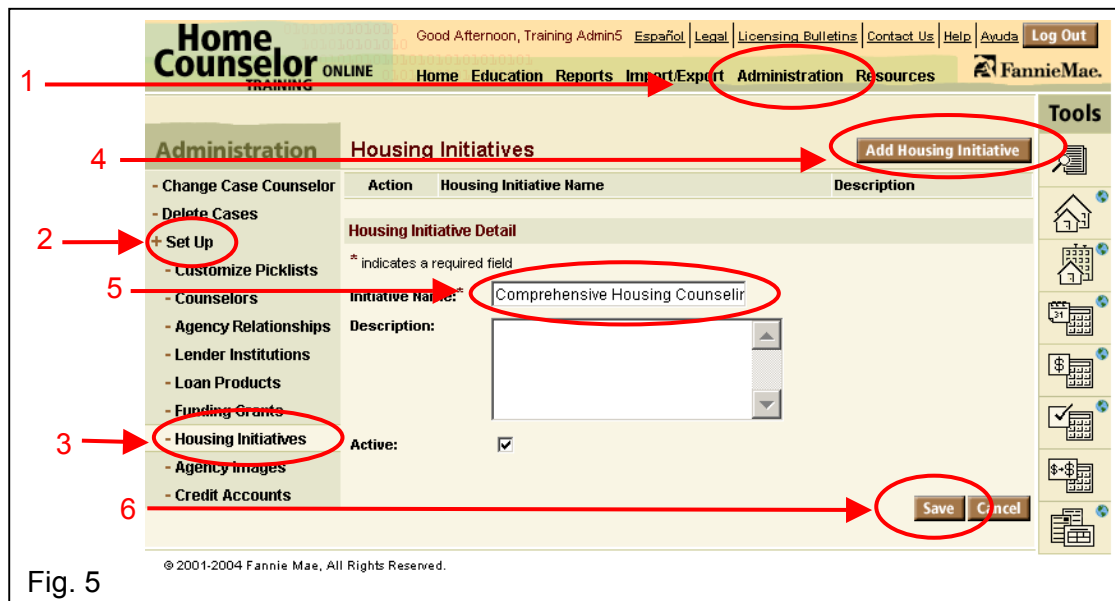 Home Counselor ONLINE
TRAINING
Good Afternoon, Training Admin5 Español Legal Licensing Bulletins Contact Us Help Ayuda Log Out
Home Education Reports Import/Export Administration Resources
FannieMae.
1
Tools
Administration
Housing Initiatives
Add Housing Initiative
4
- Change Case Counselor
Action Housing Initiative Name Description
- Delete Cases
2
+ Set Up
Housing Initiative Detail
- Customize Picklists
* indicates a required field
5
- Counselors
Initiative Name:* Comprehensive Housing Counselin
- Agency Relationships
Description:
- Lender Institutions
- Loan Products
- Funding Grants
3
- Housing Initiatives
Active:
- Agency Images
- Credit Accounts
6
Save Cancel
© 2001-2004 Fannie Mae, All Rights Reserved.
Fig. 5